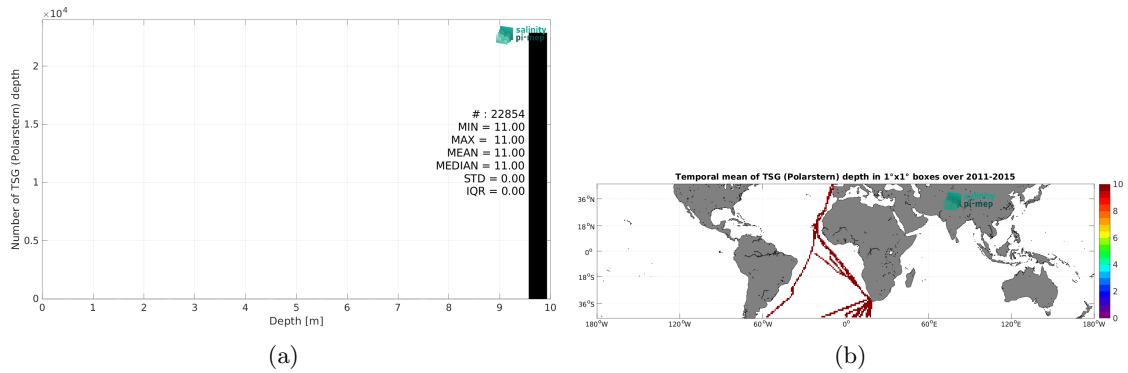 ×10⁴
2
1.5
1
0.5
0
Number of TSG (Polarstern) depth
salinity
pi-mep
# : 22854
MIN = 11.00
MAX = 11.00
MEAN = 11.00
MEDIAN = 11.00
STD = 0.00
IQR = 0.00
0 1 2 3 4 5 6 7 8 9 10
Depth [m]
(a)
Temporal mean of TSG (Polarstern) depth in 1°x1° boxes over 2011-2015
salinity
pi-mep
36°N
18°N
0°
18°S
36°S
180°W 120°W 60°W 0°E 60°E 120°E 180°W
10
8
6
4
2
0
(b)